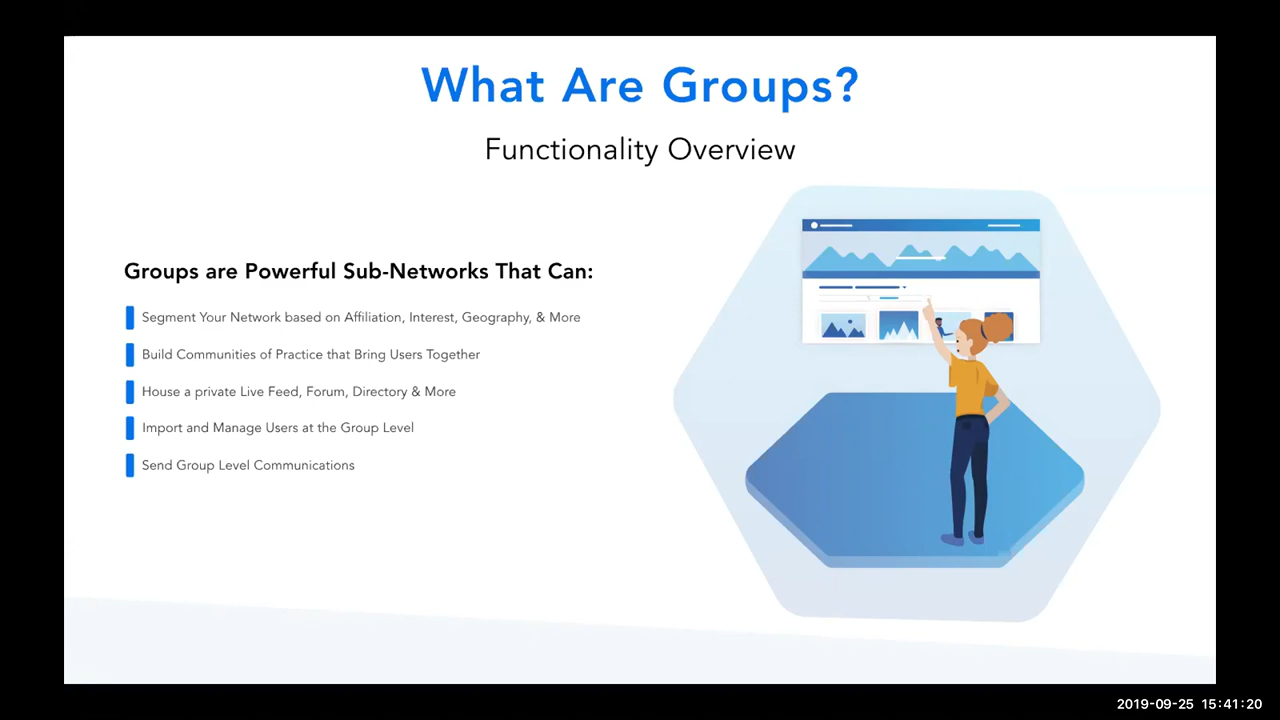 What Are Groups?
Functionality Overview
Groups are Powerful Sub-Networks That Can:
Segment Your Network based on Affiliation, Interest, Geography, & More
Build Communities of Practice that Bring Users Together
House a private Live Feed, Forum, Directory & More
Import and Manage Users at the Group Level
Send Group Level Communications
2019-09-25 15:41:20